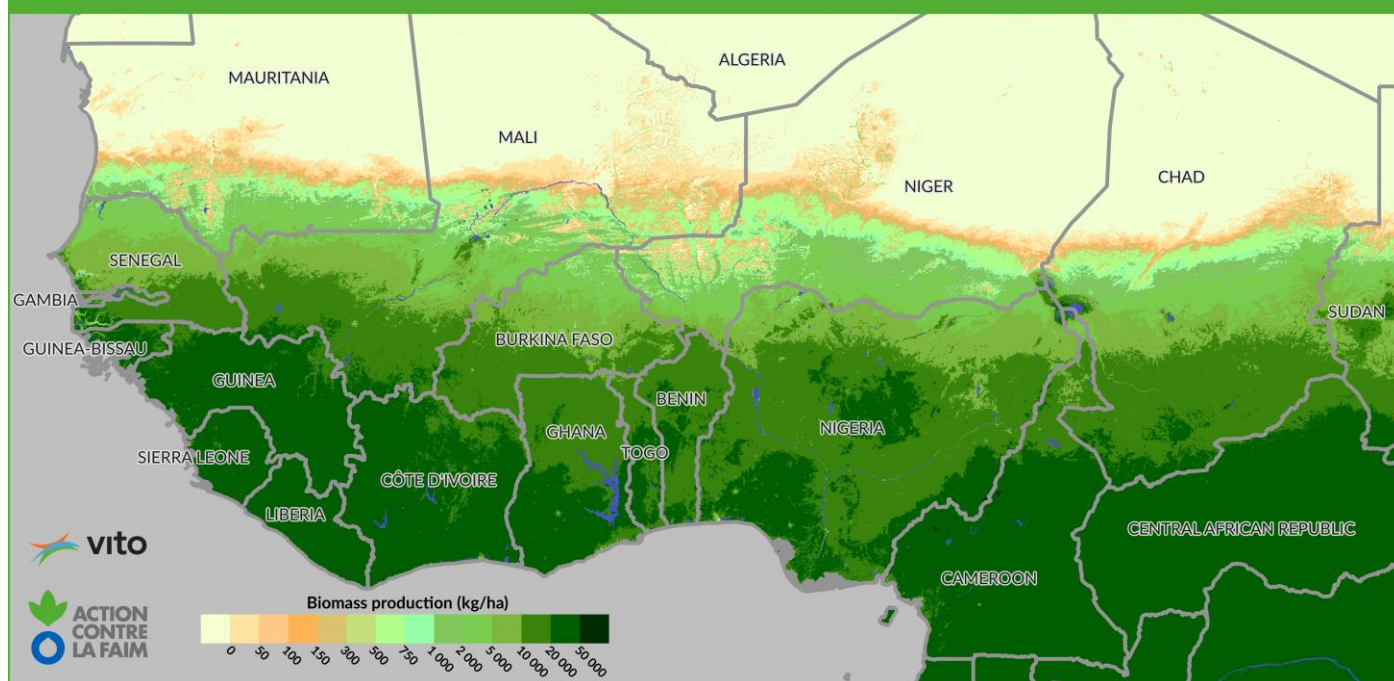 ALGERIA
MAURITANIA
MALI
CHAD
NIGER
SENEGAL
GAMBIA
SUDAN
BURKINA FASO
GUINEA-BISSAU
GUINEA
BENIN
NIGERIA
GHANA
TOGO
SIERRA LEONE
CÔTE D'IVOIRE
LIBERIA
CENTRAL AFRICAN REPUBLIC
vito
CAMEROON
ACTION
CONTRE
LA FAIM
Biomass production (kg/ha)
0 50 100 150 300 500 750 1 000 2 000 5 000 10 000 20 000 50 000